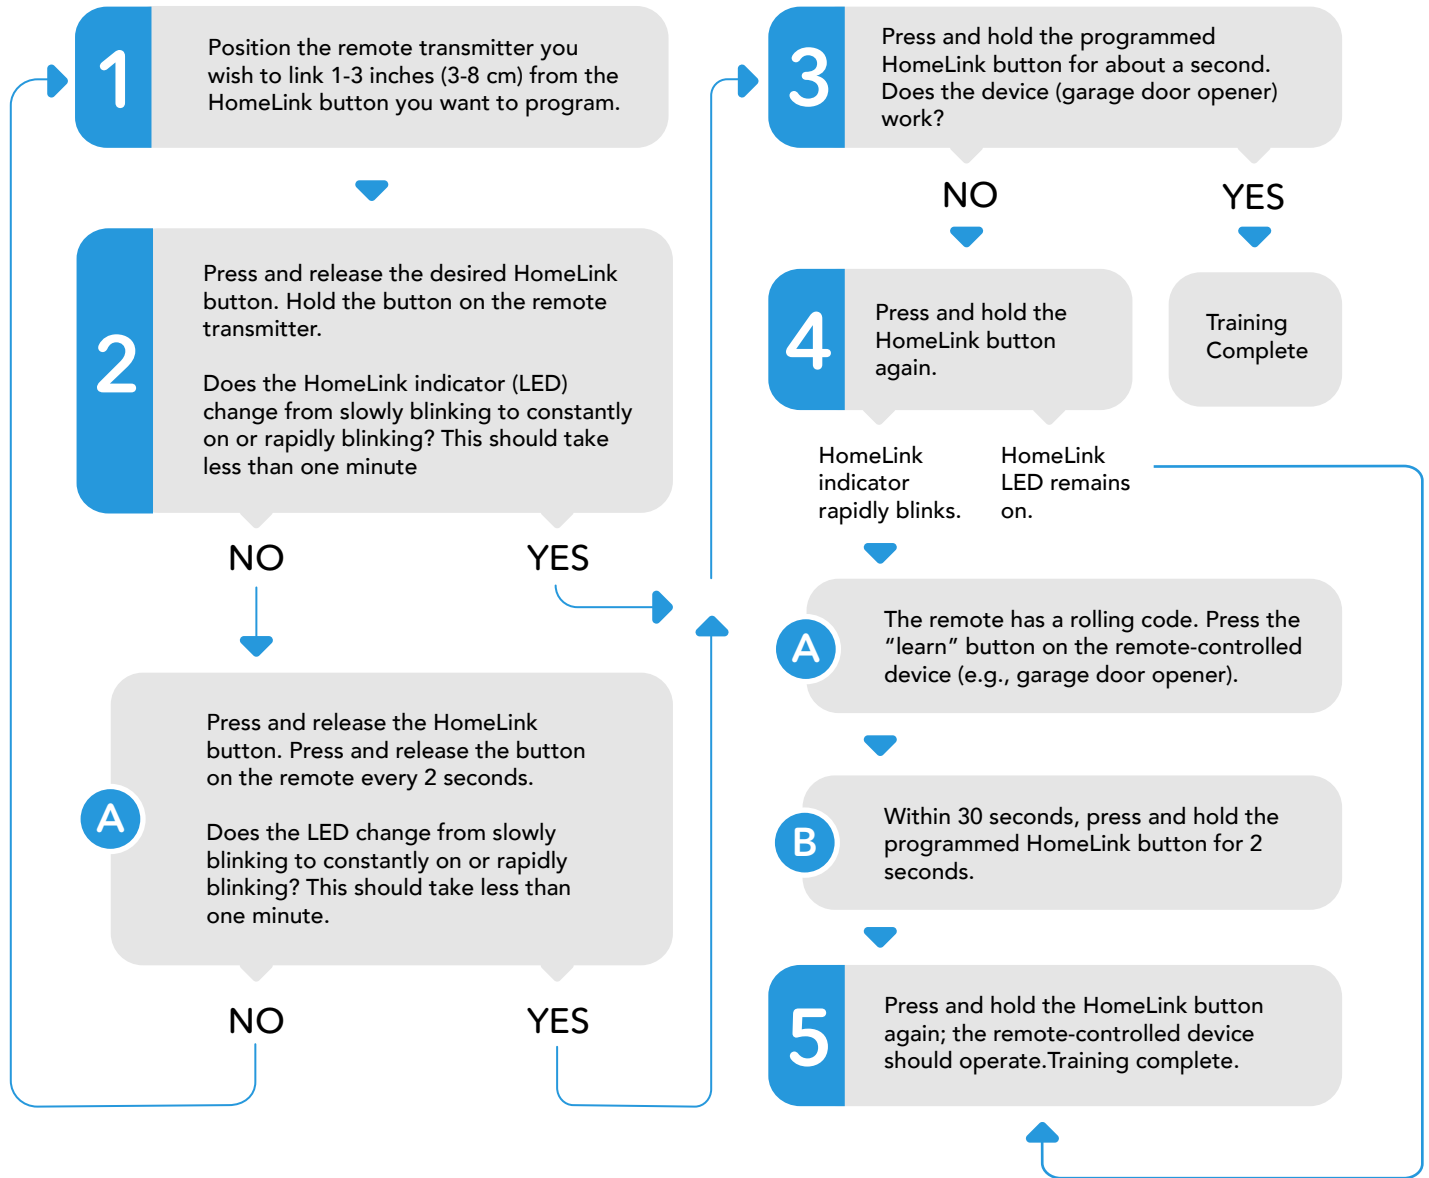 1
Position the remote transmitter you
wish to link 1-3 inches (3-8 cm) from the
HomeLink button you want to program.
2
Press and release the desired HomeLink
button. Hold the button on the remote
transmitter.
Does the HomeLink indicator (LED)
change from slowly blinking to constantly
on or rapidly blinking? This should take
less than one minute
NO
YES
A
Press and release the HomeLink
button. Press and release the button
on the remote every 2 seconds.
Does the LED change from slowly
blinking to constantly on or rapidly
blinking? This should take less than
one minute.
NO
YES
3
Press and hold the programmed
HomeLink button for about a second.
Does the device (garage door opener)
work?
NO
YES
4
Press and hold the
HomeLink button
again.
Training
Complete
HomeLink
indicator
rapidly blinks.
HomeLink
LED remains
on.
A
The remote has a rolling code. Press the
“learn” button on the remote-controlled
device (e.g., garage door opener).
B
Within 30 seconds, press and hold the
programmed HomeLink button for 2
seconds.
5
Press and hold the HomeLink button
again; the remote-controlled device
should operate.Training complete.